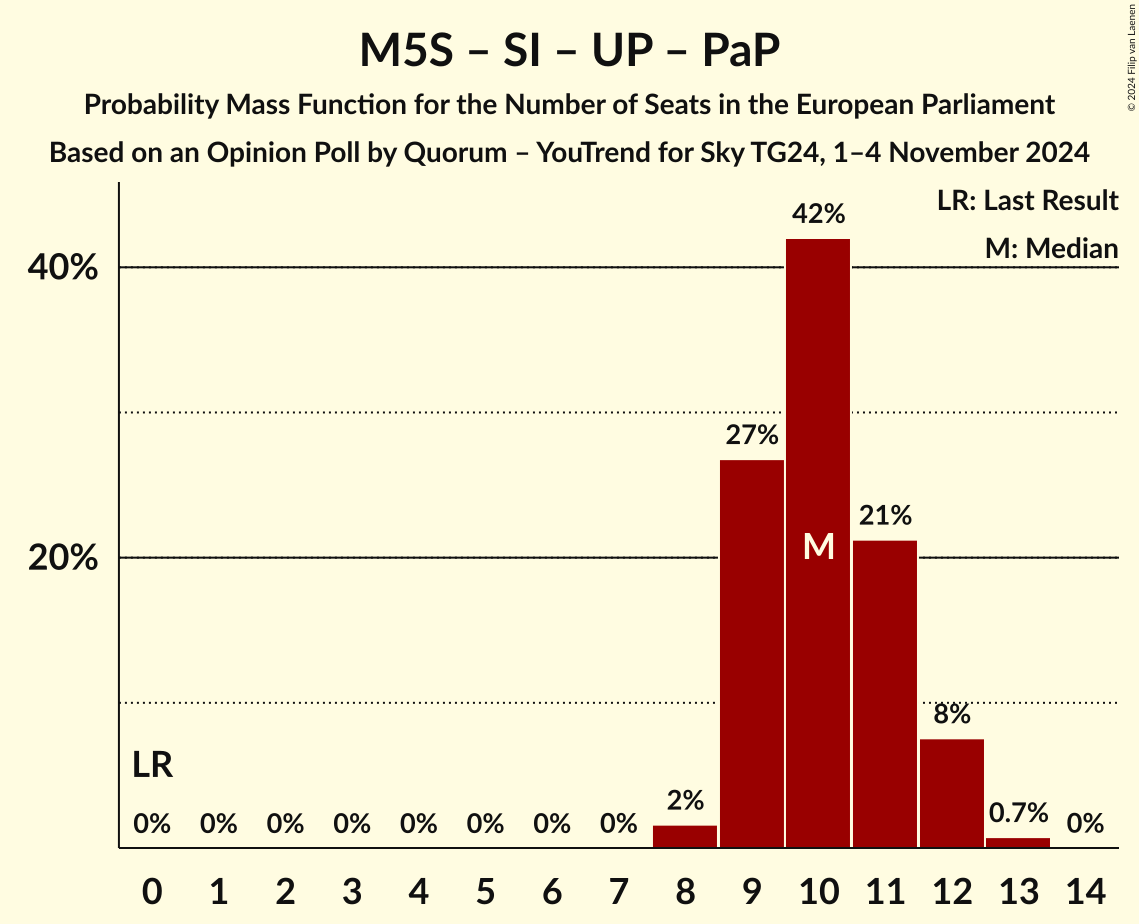 M5S – SI – UP – PaP
Probability Mass Function for the Number of Seats in the European Parliament
Based on an Opinion Poll by Quorum – YouTrend for Sky TG24, 1–4 November 2024
© 2024 Filip van Laenen
LR: Last Result
M: Median
42%
40%
27%
21%
M
20%
8%
LR
2%
0% 0% 0% 0% 0% 0% 0% 0% 0.7% 0%
0 1 2 3 4 5 6 7 8 9 10 11 12 13 14